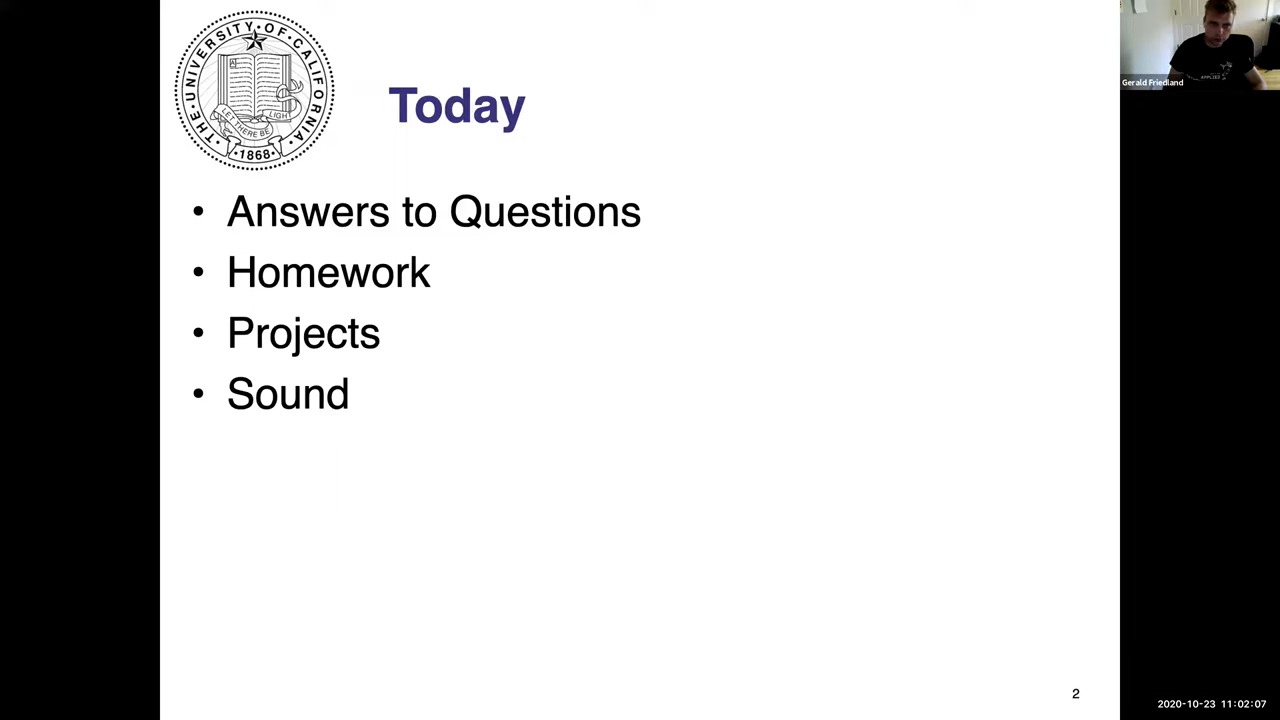 THE·UNIVERSITY·OF·CALIFORNIA·
A
LET THERE BE
LIGHT
·1868·
Today
• Answers to Questions
• Homework
• Projects
• Sound
2
APPLIED
Gerald Friedland
2020-10-23 11:02:07